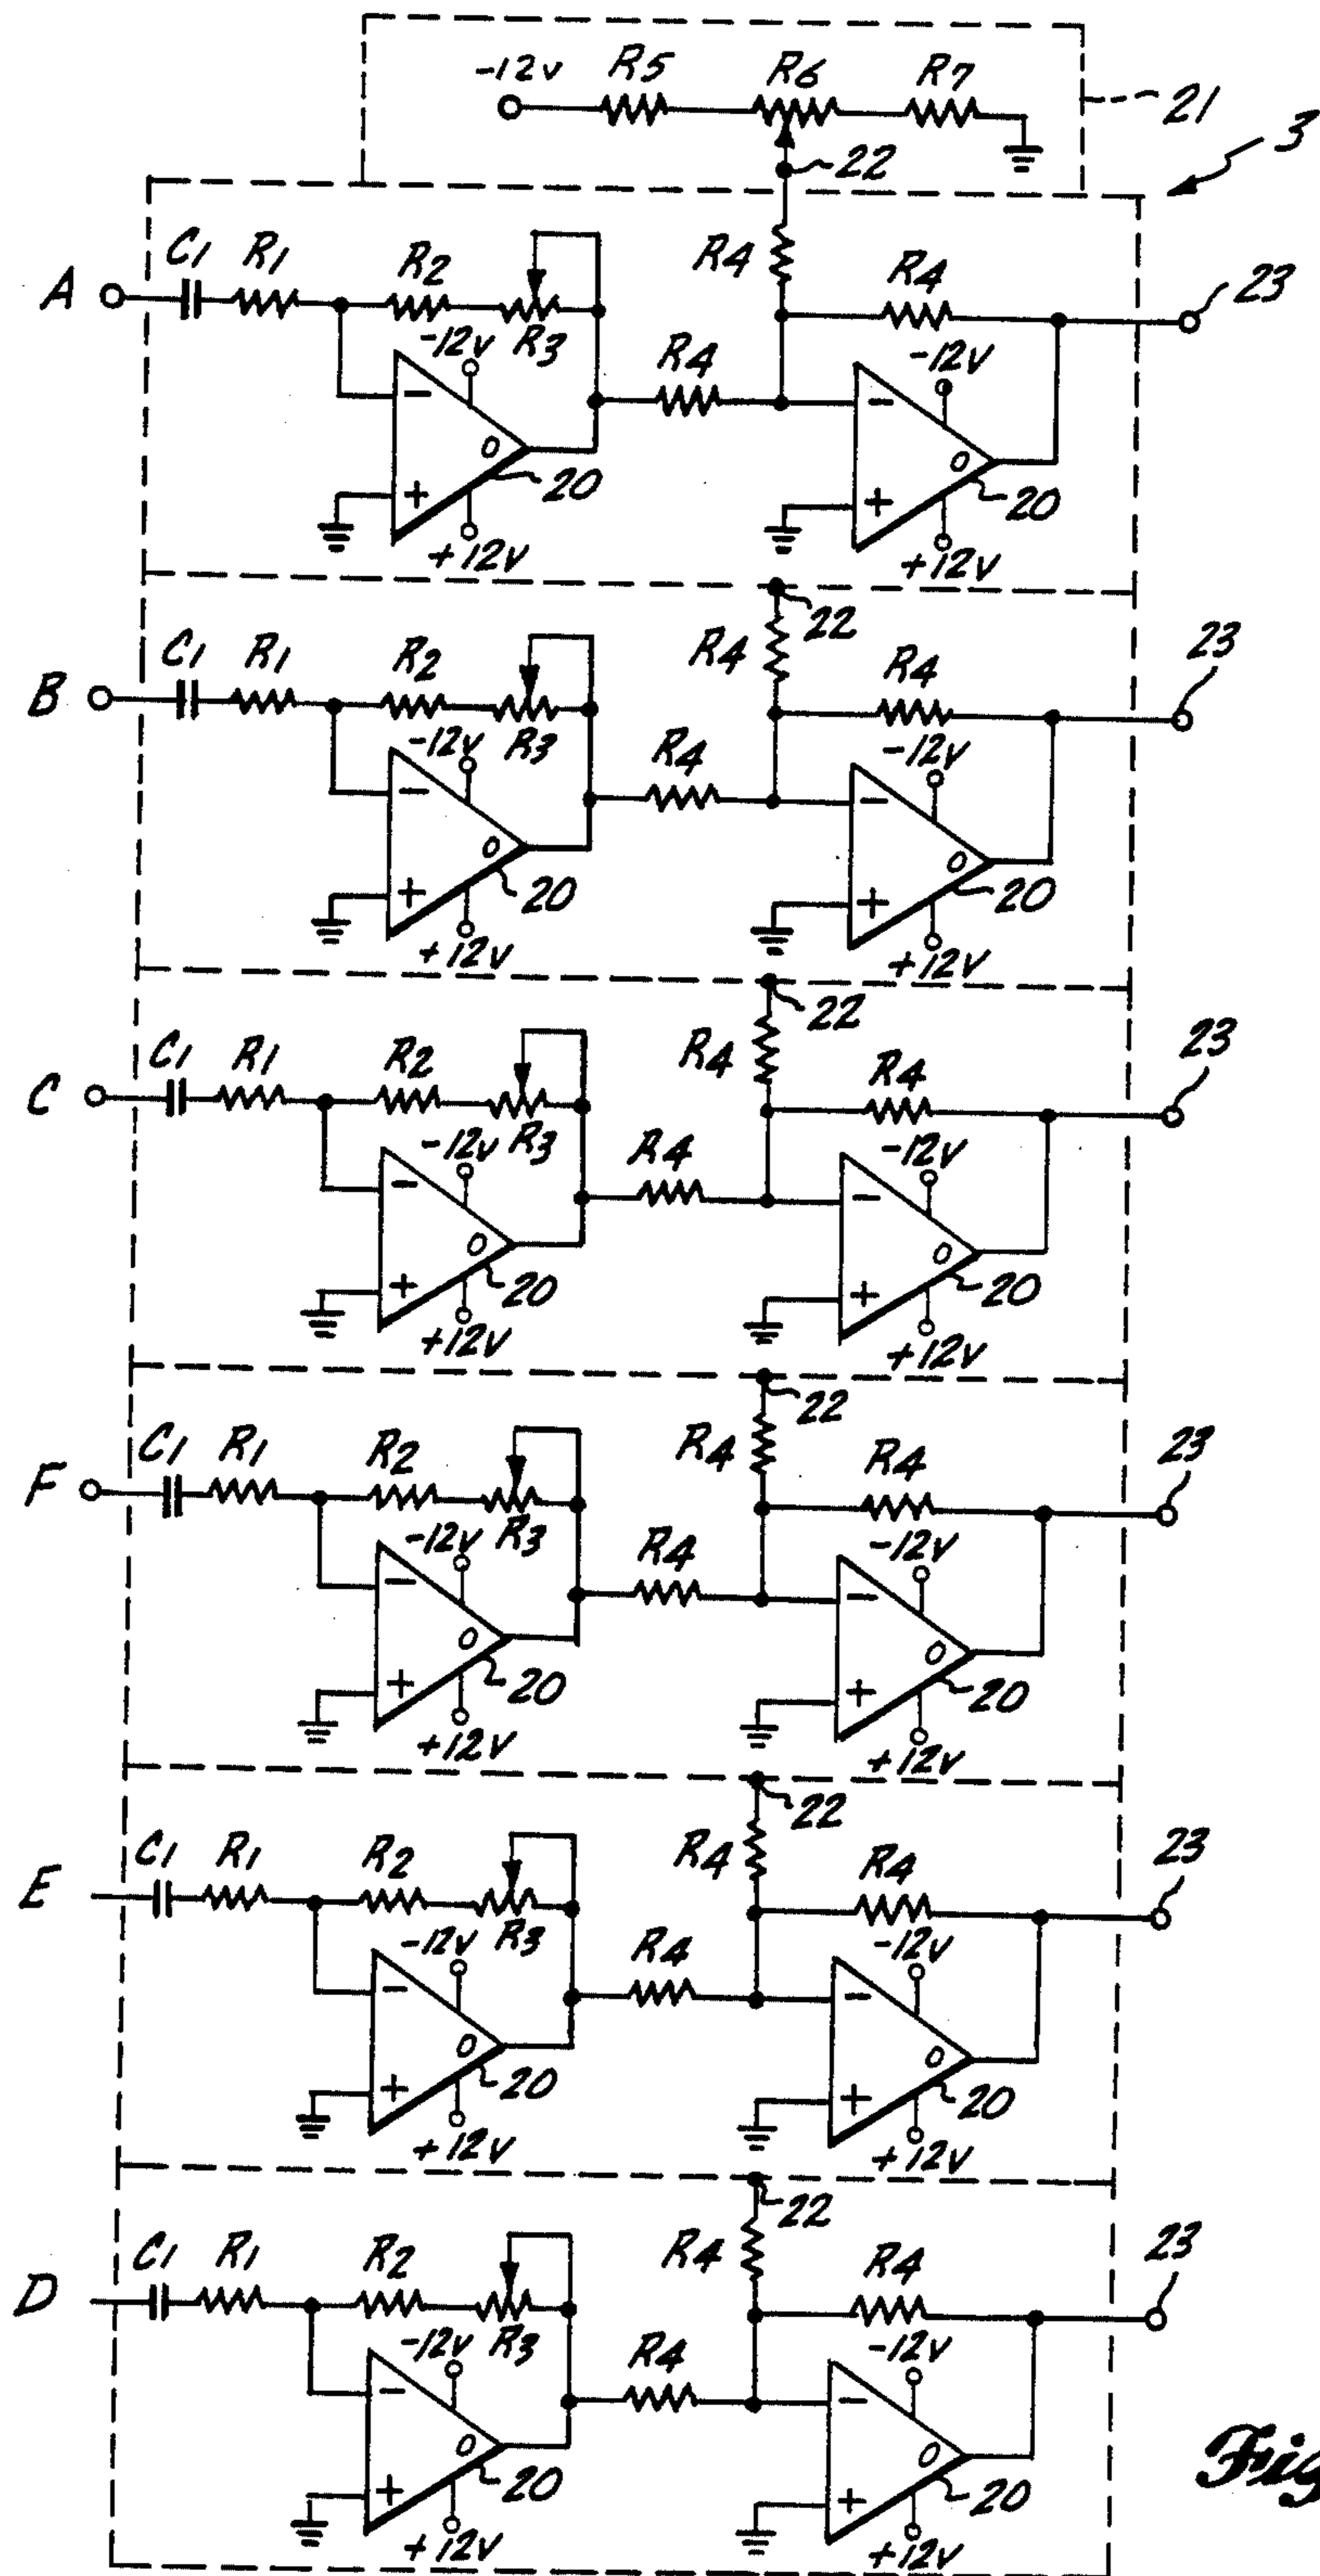 -12v R5 R6 R7
21
3
22
A C1 R1 R2 R3 R4 R4 R4 23
-12v -12v
- -
O O
+ 20 + 20
+12v +12v
22
B C1 R1 R2 R3 R4 R4 R4 23
-12v -12v
- -
O O
+ 20 + 20
+12v +12v
22
C C1 R1 R2 R3 R4 R4 R4 23
-12v -12v
- -
O O
+ 20 + 20
+12v +12v
22
F C1 R1 R2 R3 R4 R4 R4 23
-12v -12v
- -
O O
+ 20 + 20
+12v +12v
22
E C1 R1 R2 R3 R4 R4 R4 23
-12v -12v
- -
O O
+ 20 + 20
+12v +12v
22
D C1 R1 R2 R3 R4 R4 R4 23
-12v -12v
- -
O O
+ 20 + 20
+12v +12v
Fig